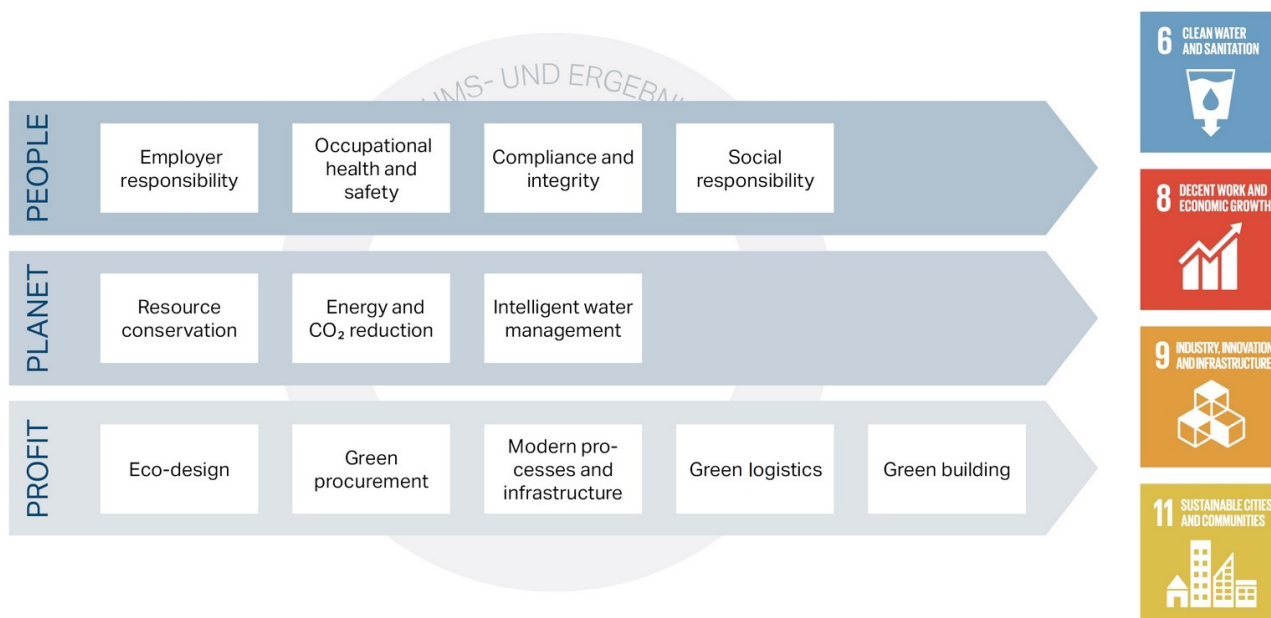 UMS- UND ERGEBNI
PEOPLE
Employer
responsibility
Occupational
health and
safety
Compliance and
integrity
Social
responsibility
PLANET
Resource
conservation
Energy and
CO₂ reduction
Intelligent water
management
PROFIT
Eco-design
Green
procurement
Modern pro-
cesses and
infrastructure
Green logistics
Green building
6 CLEAN WATER
AND SANITATION
8 DECENT WORK AND
ECONOMIC GROWTH
9 INDUSTRY, INNOVATION
AND INFRASTRUCTURE
11 SUSTAINABLE CITIES
AND COMMUNITIES